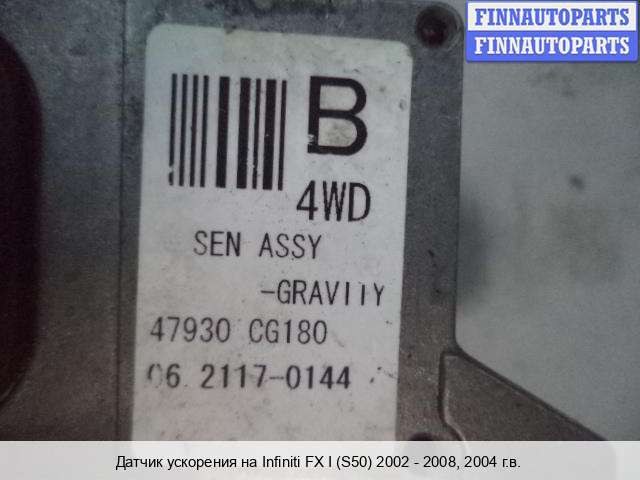 FINNAUTOPARTS
FINNAUTOPARTS
B
4WD
SEN ASSY
-GRAVITY
47930 CG180
06.2117-0144
Датчик ускорения на Infiniti FX I (S50) 2002 - 2008, 2004 г.в.